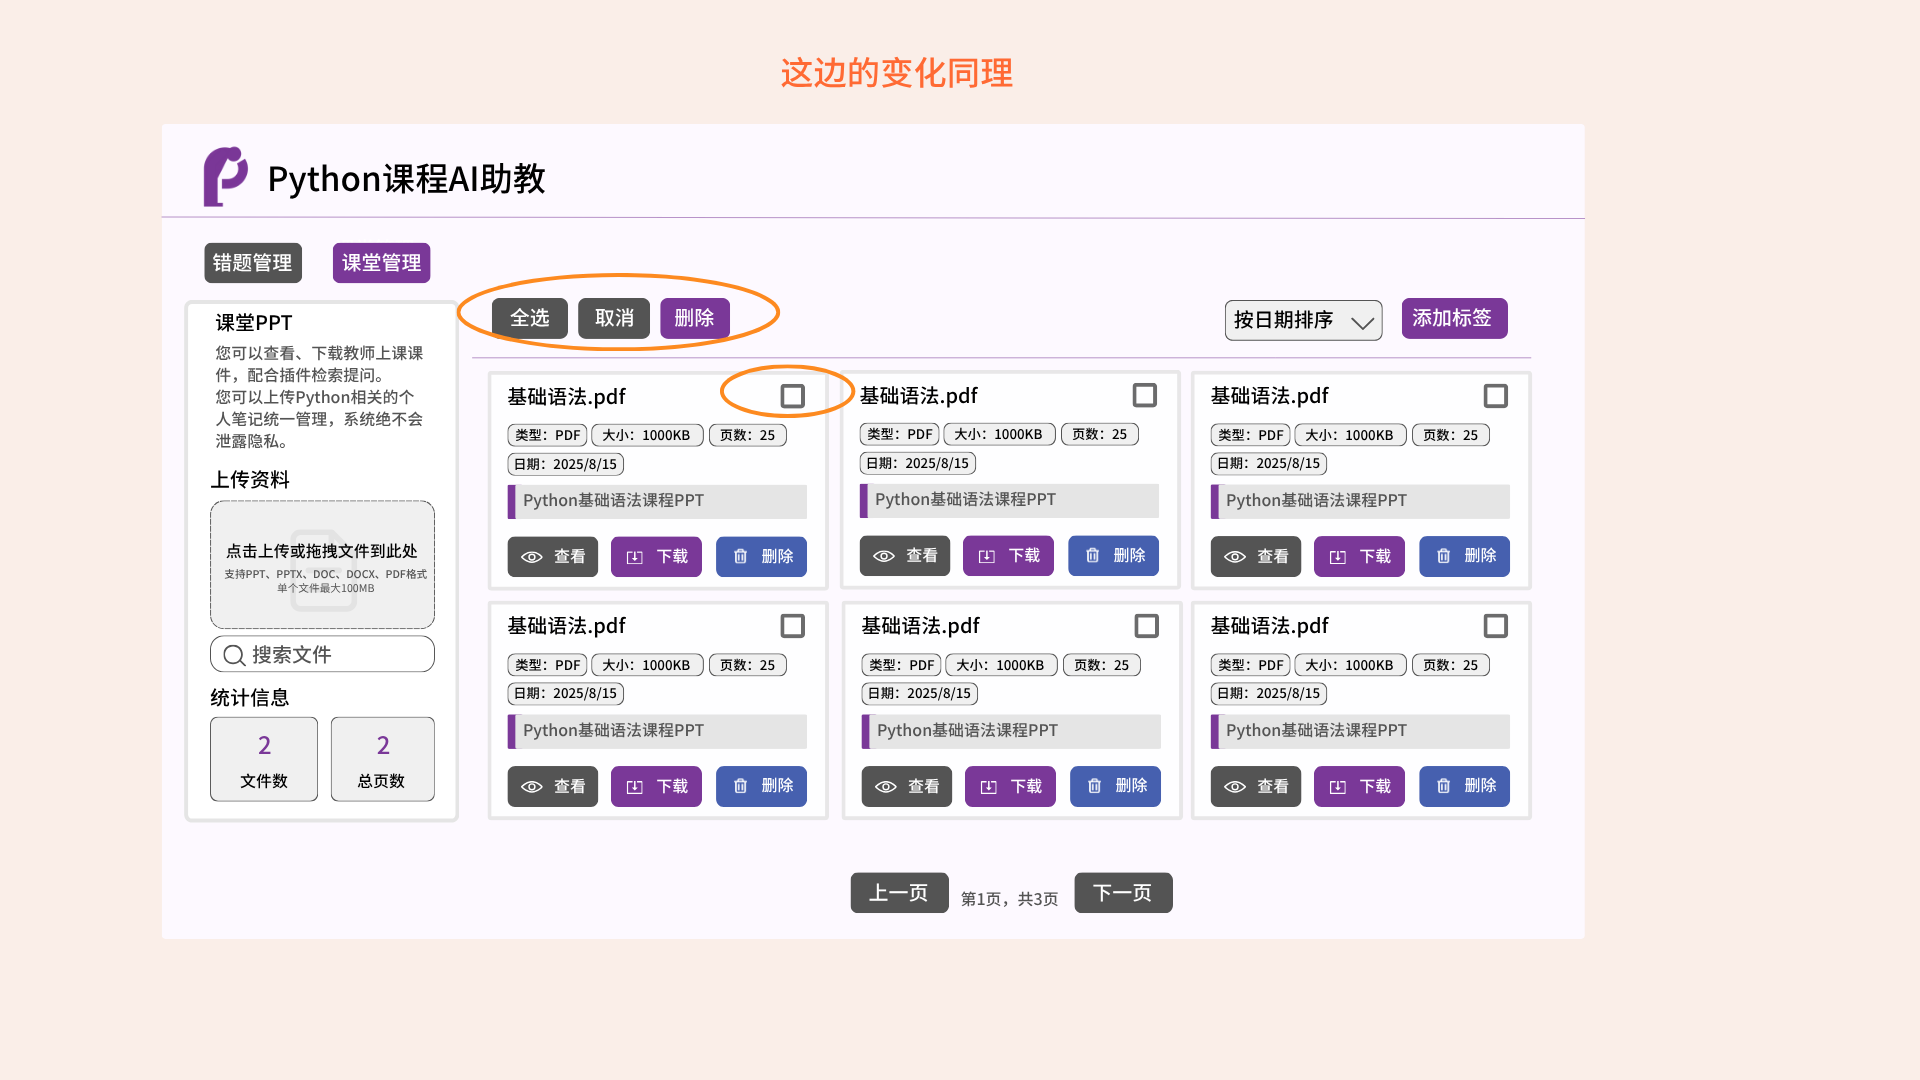 这边的变化同理
Python课程AI助教
错题管理
课堂管理
课堂PPT
您可以查看、下载教师上课课
件，配合插件检索提问。
您可以上传Python相关的个
人笔记统一管理，系统绝不会
泄露隐私。
上传资料
点击上传或拖拽文件到此处
支持PPT、PPTX、DOC、DOCX、PDF格式
单个文件最大100MB
搜索文件
统计信息
2
文件数
2
总页数
全选
取消
删除
按日期排序
添加标签
基础语法.pdf
类型：PDF
大小：1000KB
页数：25
日期：2025/8/15
Python基础语法课程PPT
查看
下载
删除
基础语法.pdf
类型：PDF
大小：1000KB
页数：25
日期：2025/8/15
Python基础语法课程PPT
查看
下载
删除
基础语法.pdf
类型：PDF
大小：1000KB
页数：25
日期：2025/8/15
Python基础语法课程PPT
查看
下载
删除
基础语法.pdf
类型：PDF
大小：1000KB
页数：25
日期：2025/8/15
Python基础语法课程PPT
查看
下载
删除
基础语法.pdf
类型：PDF
大小：1000KB
页数：25
日期：2025/8/15
Python基础语法课程PPT
查看
下载
删除
基础语法.pdf
类型：PDF
大小：1000KB
页数：25
日期：2025/8/15
Python基础语法课程PPT
查看
下载
删除
上一页
第1页，共3页
下一页